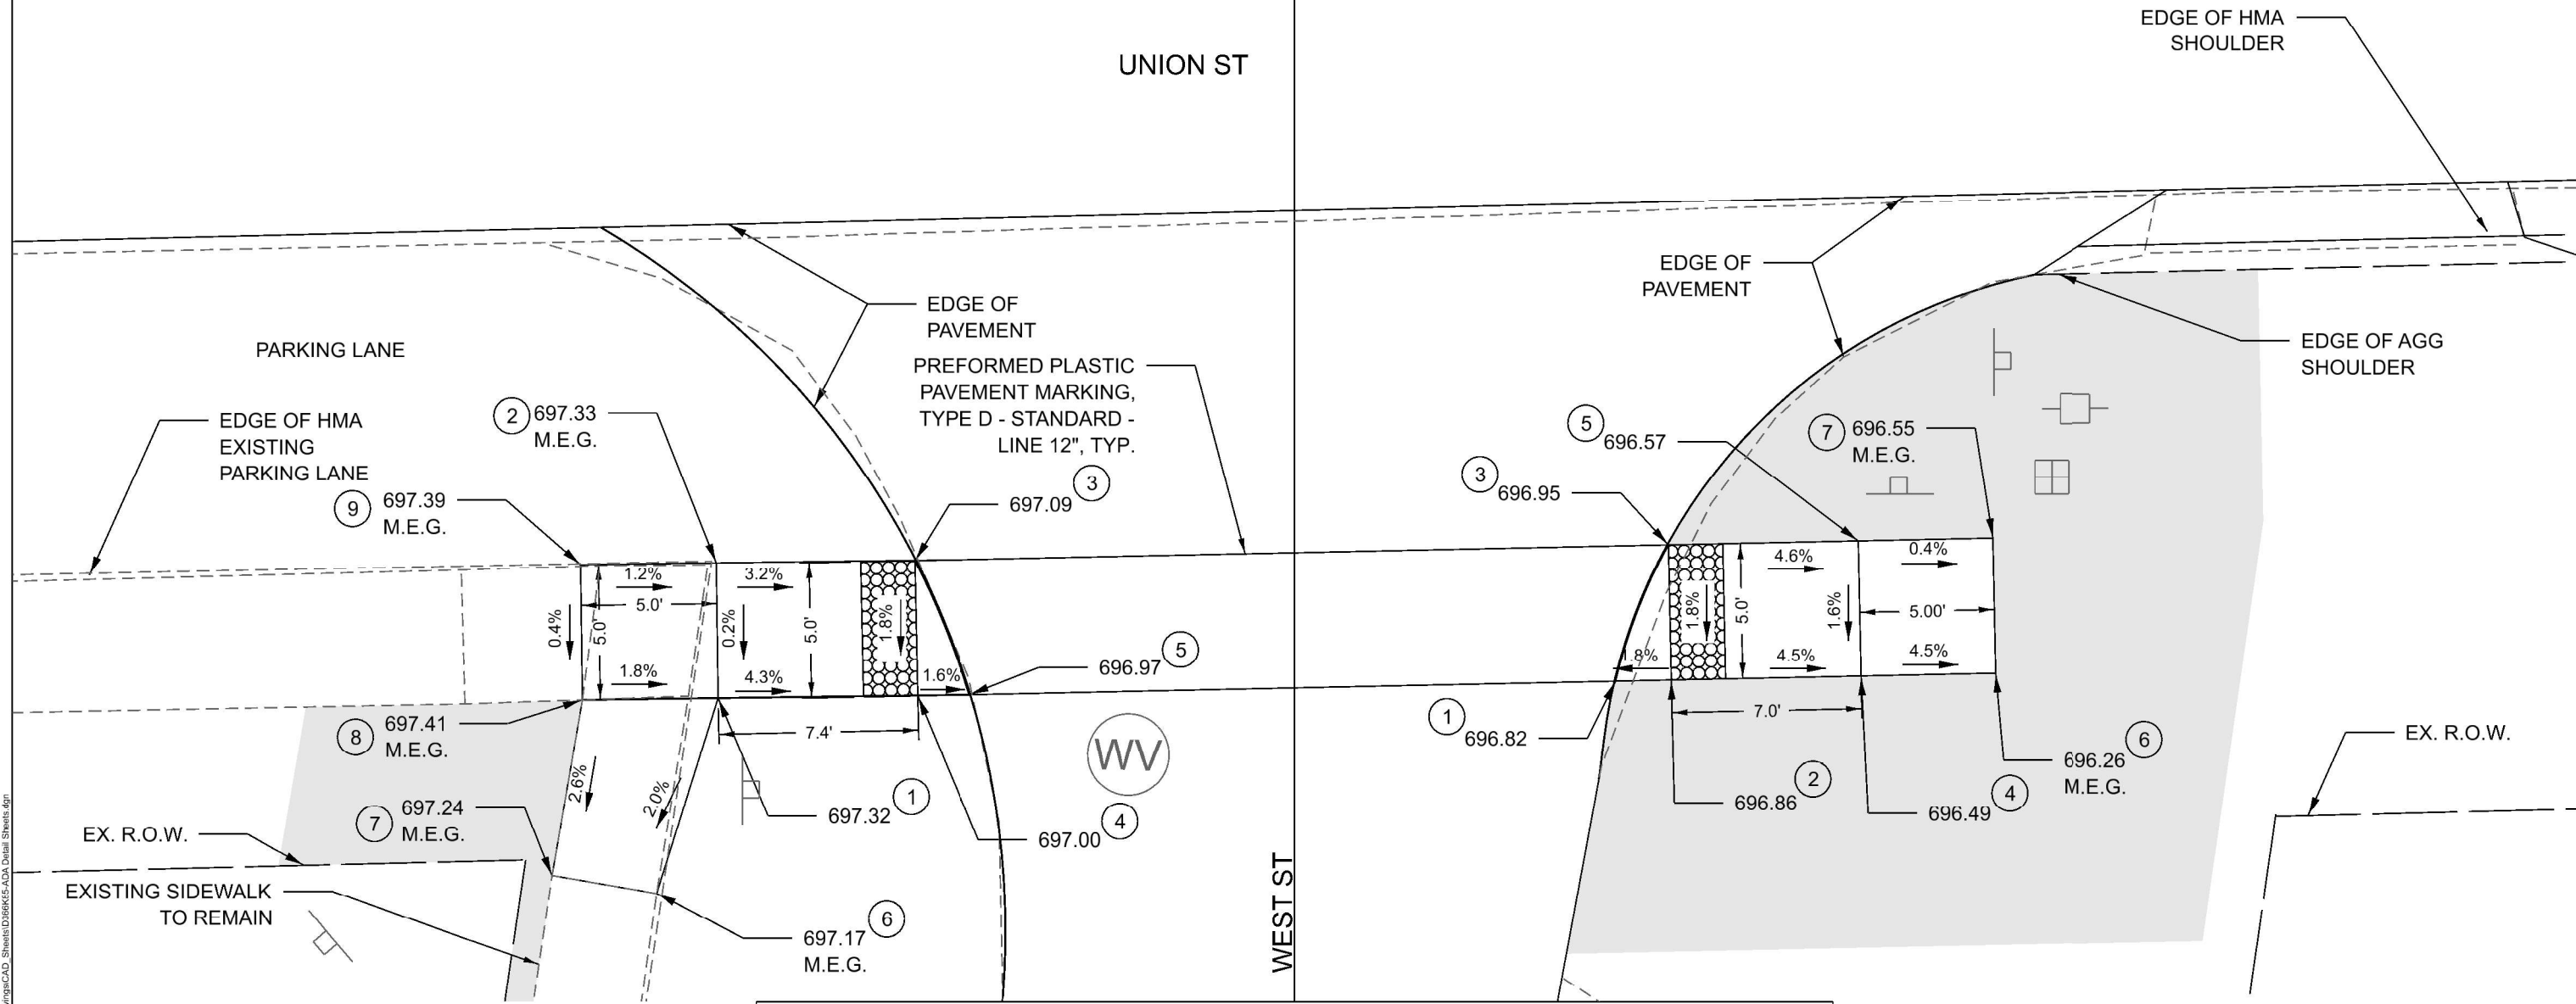 EDGE OF HMA
SHOULDER
UNION ST
EDGE OF
PAVEMENT
EDGE OF
PAVEMENT
EDGE OF AGG
SHOULDER
PARKING LANE
PREFORMED PLASTIC
PAVEMENT MARKING,
TYPE D - STANDARD -
LINE 12", TYP.
EDGE OF HMA
EXISTING
PARKING LANE
2 697.33
M.E.G.
9 697.39
M.E.G.
3
697.09
5
696.57
7 696.55
M.E.G.
3
696.95
1.2%
3.2%
5.0'
0.4%
5.0'
0.2%
5.0'
1.8%
1.8%
4.3%
1.6%
696.97 5
7.4'
4.6%
0.4%
1.8%
5.0'
1.6%
5.00'
1.8%
4.5%
4.5%
7.0'
8 697.41
M.E.G.
1
696.82
WV
EX. R.O.W.
696.26 6
M.E.G.
2.6%
2.0%
7 697.24
M.E.G.
697.32 1
697.00 4
696.86 2
696.49 4
EX. R.O.W.
EXISTING SIDEWALK
TO REMAIN
697.17 6
M.E.G.
WEST ST